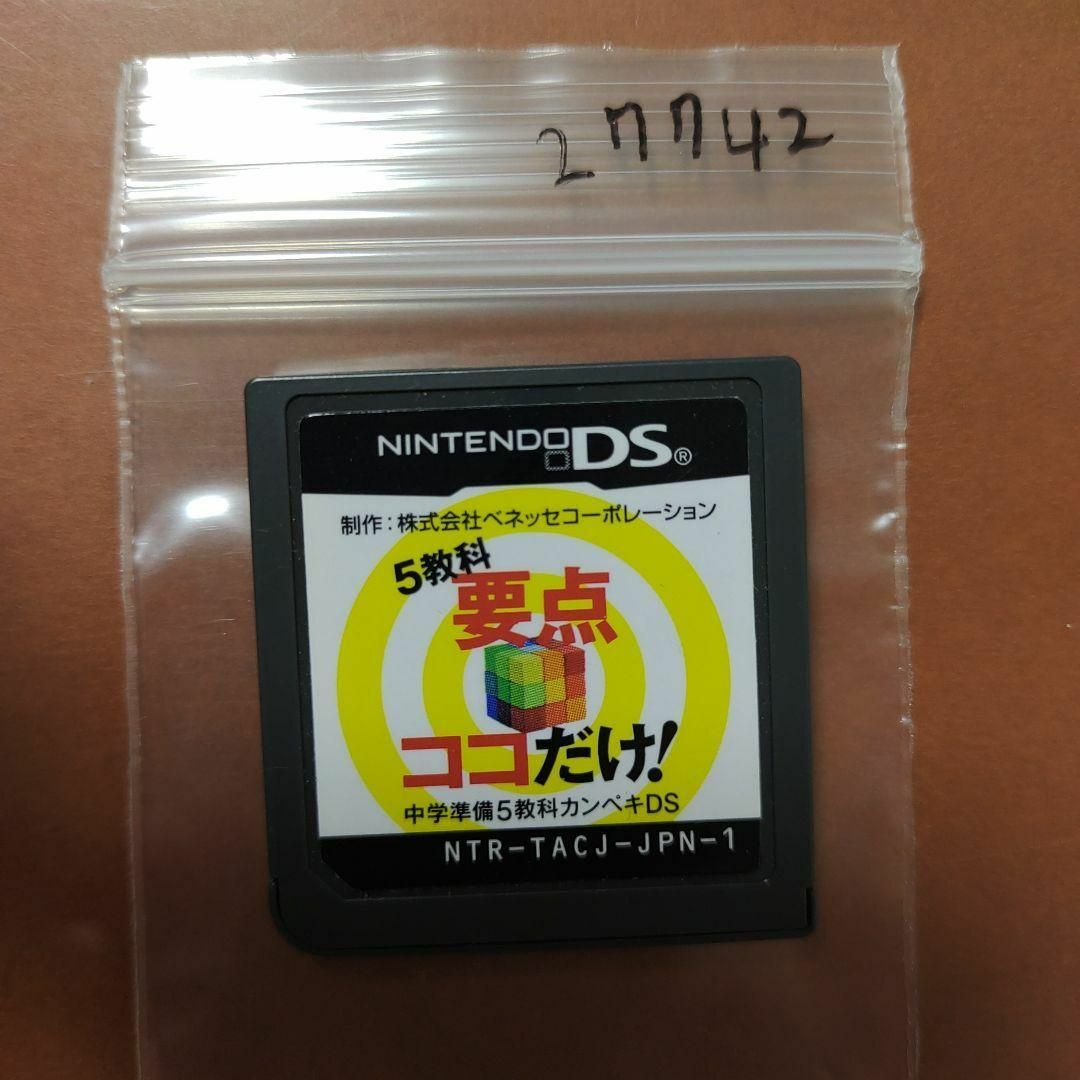 27742
NINTENDO DS®
制作:株式会社ベネッセコーポレーション
5教科
要点
ココだけ!
中学準備5教科カンペキDS
NTR-TACJ-JPN-1